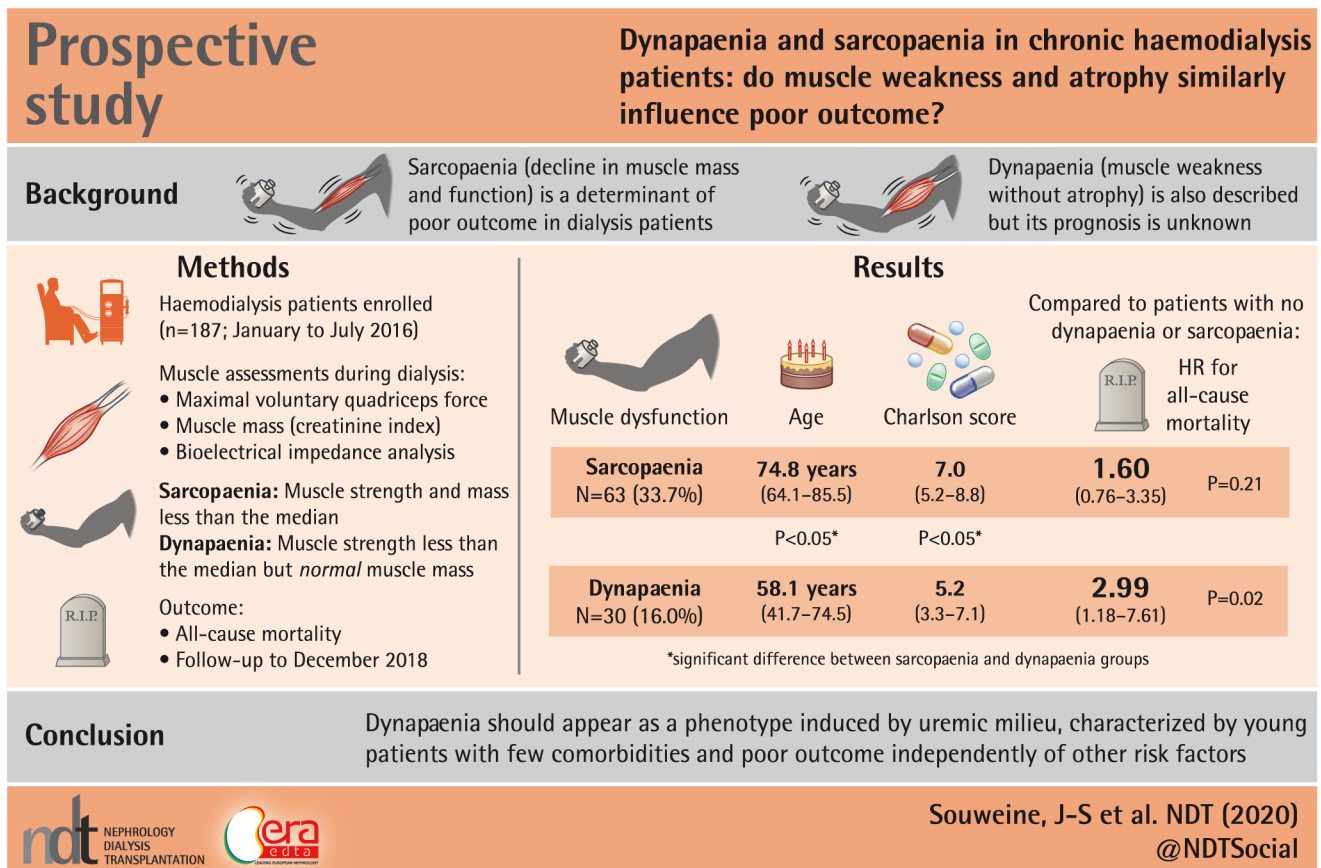 Prospective
study
Dynapaenia and sarcopaenia in chronic haemodialysis
patients: do muscle weakness and atrophy similarly
influence poor outcome?
Background
Sarcopaenia (decline in muscle mass
and function) is a determinant of
poor outcome in dialysis patients
Dynapaenia (muscle weakness
without atrophy) is also described
but its prognosis is unknown
Methods
Haemodialysis patients enrolled
(n=187; January to July 2016)
Muscle assessments during dialysis:
• Maximal voluntary quadriceps force
• Muscle mass (creatinine index)
• Bioelectrical impedance analysis
Sarcopaenia: Muscle strength and mass
less than the median
Dynapaenia: Muscle strength less than
the median but normal muscle mass
R.I.P.
Outcome:
• All-cause mortality
• Follow-up to December 2018
Results
Compared to patients with no
dynapaenia or sarcopaenia:
Muscle dysfunction
Age
Charlson score
R.I.P.
HR for
all-cause
mortality
Sarcopaenia 74.8 years 7.0 1.60
N=63 (33.7%) (64.1–85.5) (5.2–8.8) (0.76–3.35) P=0.21
P<0.05* P<0.05*
Dynapaenia 58.1 years 5.2 2.99
N=30 (16.0%) (41.7–74.5) (3.3–7.1) (1.18–7.61) P=0.02
*significant difference between sarcopaenia and dynapaenia groups
Conclusion
Dynapaenia should appear as a phenotype induced by uremic milieu, characterized by young
patients with few comorbidities and poor outcome independently of other risk factors
ndt NEPHROLOGY
DIALYSIS
TRANSPLANTATION
era
edta
LEADING EUROPEAN NEPHROLOGY
Souweine, J-S et al. NDT (2020)
@NDTSocial